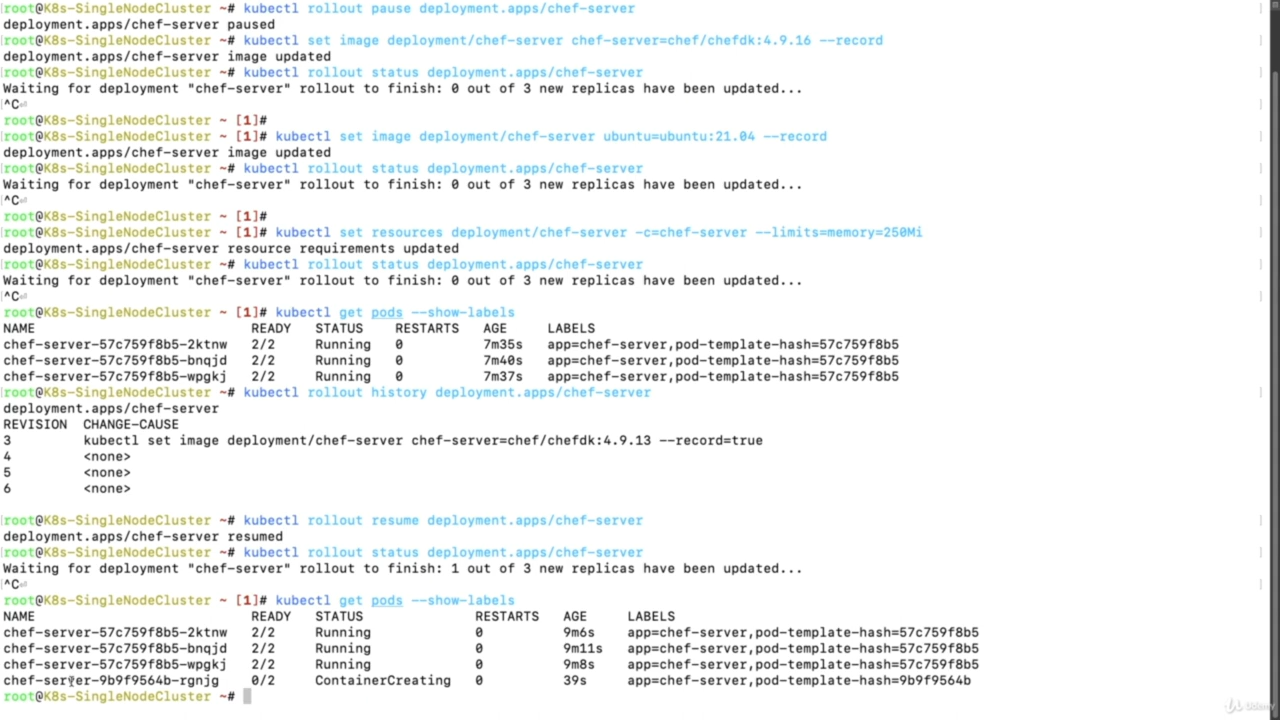 root@K8s-SingleNodeCluster ~# kubectl rollout pause deployment.apps/chef-server
deployment.apps/chef-server paused
root@K8s-SingleNodeCluster ~# kubectl set image deployment/chef-server chef-server=chef/chefdk:4.9.16 --record
deployment.apps/chef-server image updated
root@K8s-SingleNodeCluster ~# kubectl rollout status deployment.apps/chef-server
Waiting for deployment "chef-server" rollout to finish: 0 out of 3 new replicas have been updated...
^C⏎
root@K8s-SingleNodeCluster ~ [1]#
root@K8s-SingleNodeCluster ~ [1]# kubectl set image deployment/chef-server ubuntu=ubuntu:21.04 --record
deployment.apps/chef-server image updated
root@K8s-SingleNodeCluster ~# kubectl rollout status deployment.apps/chef-server
Waiting for deployment "chef-server" rollout to finish: 0 out of 3 new replicas have been updated...
^C⏎
root@K8s-SingleNodeCluster ~ [1]#
root@K8s-SingleNodeCluster ~ [1]# kubectl set resources deployment/chef-server -c=chef-server --limits=memory=250Mi
deployment.apps/chef-server resource requirements updated
root@K8s-SingleNodeCluster ~# kubectl rollout status deployment.apps/chef-server
Waiting for deployment "chef-server" rollout to finish: 0 out of 3 new replicas have been updated...
^C⏎
root@K8s-SingleNodeCluster ~ [1]# kubectl get pods --show-labels
NAME READY STATUS RESTARTS AGE LABELS
chef-server-57c759f8b5-2ktnw 2/2 Running 0 7m35s app=chef-server,pod-template-hash=57c759f8b5
chef-server-57c759f8b5-bnqjd 2/2 Running 0 7m40s app=chef-server,pod-template-hash=57c759f8b5
chef-server-57c759f8b5-wpgkj 2/2 Running 0 7m37s app=chef-server,pod-template-hash=57c759f8b5
root@K8s-SingleNodeCluster ~# kubectl rollout history deployment.apps/chef-server
deployment.apps/chef-server
REVISION CHANGE-CAUSE
3 kubectl set image deployment/chef-server chef-server=chef/chefdk:4.9.13 --record=true
4 <none>
5 <none>
6 <none>
root@K8s-SingleNodeCluster ~# kubectl rollout resume deployment.apps/chef-server
deployment.apps/chef-server resumed
root@K8s-SingleNodeCluster ~# kubectl rollout status deployment.apps/chef-server
Waiting for deployment "chef-server" rollout to finish: 1 out of 3 new replicas have been updated...
^C⏎
root@K8s-SingleNodeCluster ~ [1]# kubectl get pods --show-labels
NAME READY STATUS RESTARTS AGE LABELS
chef-server-57c759f8b5-2ktnw 2/2 Running 0 9m6s app=chef-server,pod-template-hash=57c759f8b5
chef-server-57c759f8b5-bnqjd 2/2 Running 0 9m11s app=chef-server,pod-template-hash=57c759f8b5
chef-server-57c759f8b5-wpgkj 2/2 Running 0 9m8s app=chef-server,pod-template-hash=57c759f8b5
chef-server-9b9f9564b-rgnjg 0/2 ContainerCreating 0 39s app=chef-server,pod-template-hash=9b9f9564b
root@K8s-SingleNodeCluster ~#
Udemy